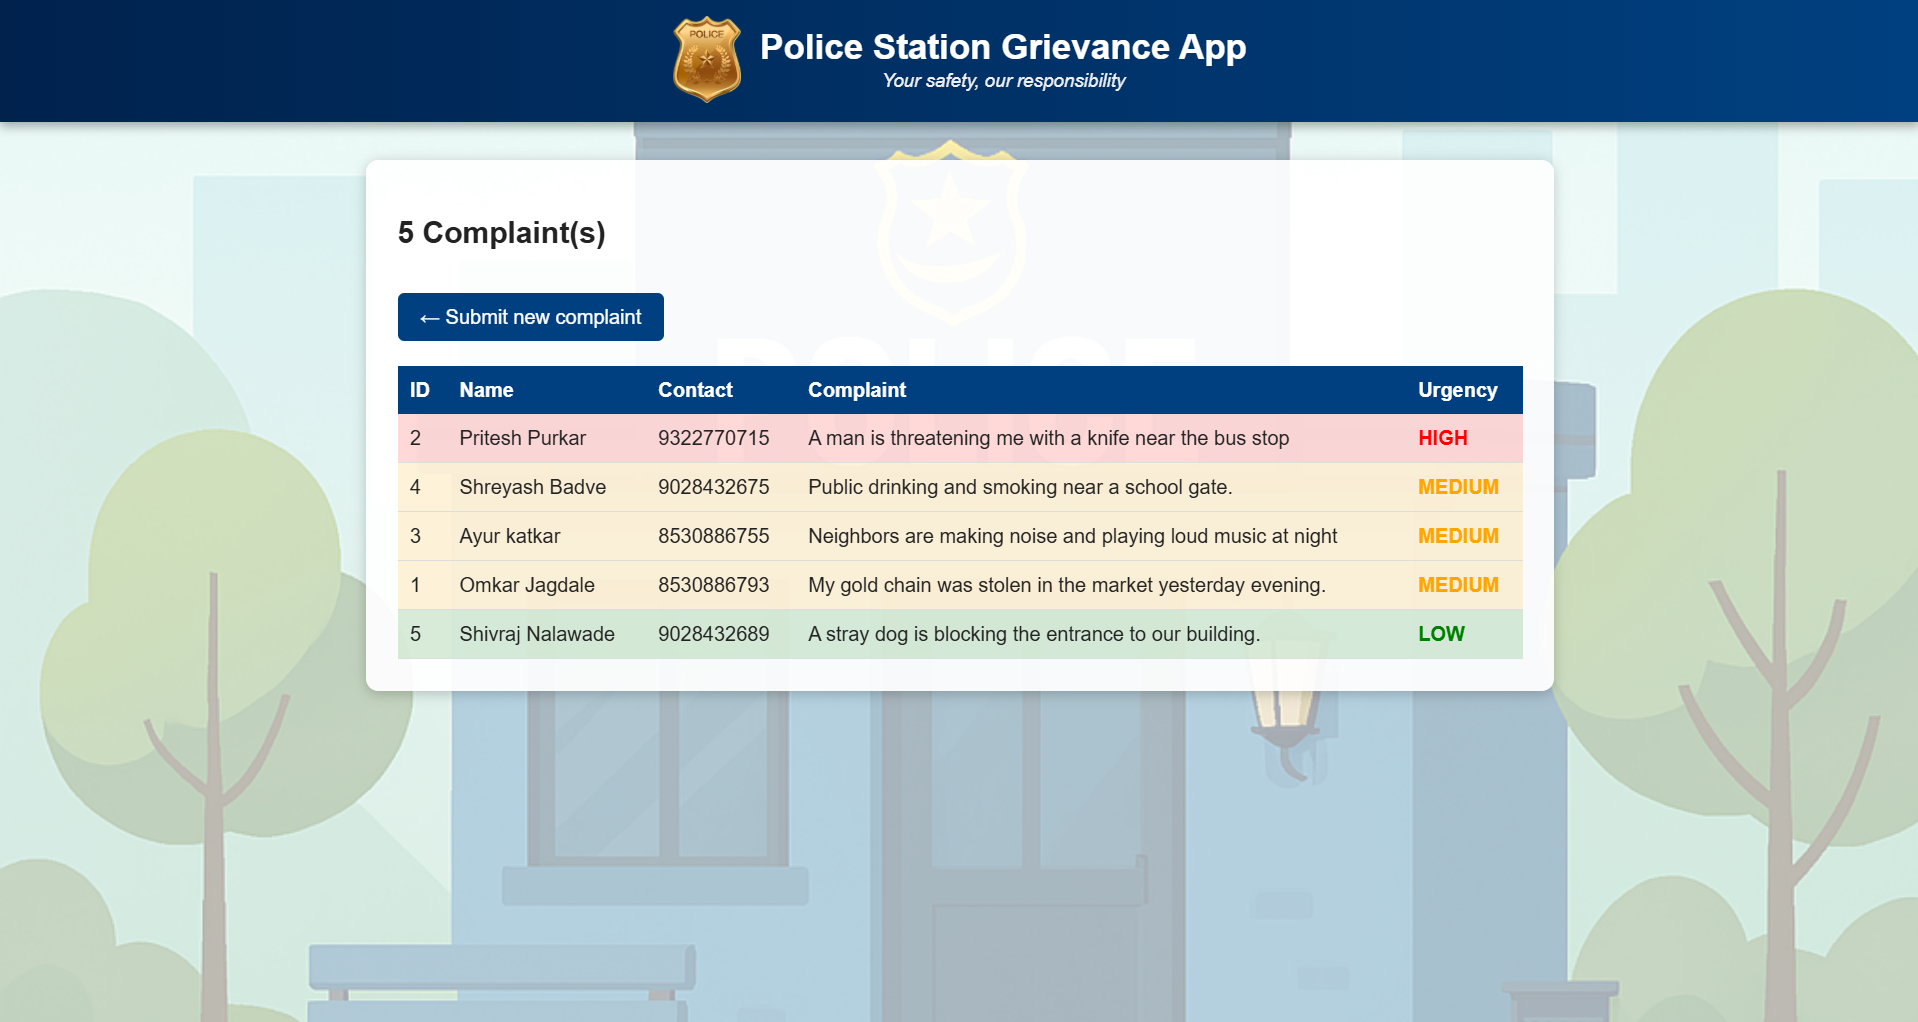 POLICE
Police Station Grievance App
Your safety, our responsibility
5 Complaint(s)
← Submit new complaint
POLICE
ID Name Contact Complaint Urgency
2 Pritesh Purkar 9322770715 A man is threatening me with a knife near the bus stop HIGH
4 Shreyash Badve 9028432675 Public drinking and smoking near a school gate. MEDIUM
3 Ayur katkar 8530886755 Neighbors are making noise and playing loud music at night MEDIUM
1 Omkar Jagdale 8530886793 My gold chain was stolen in the market yesterday evening. MEDIUM
5 Shivraj Nalawade 9028432689 A stray dog is blocking the entrance to our building. LOW